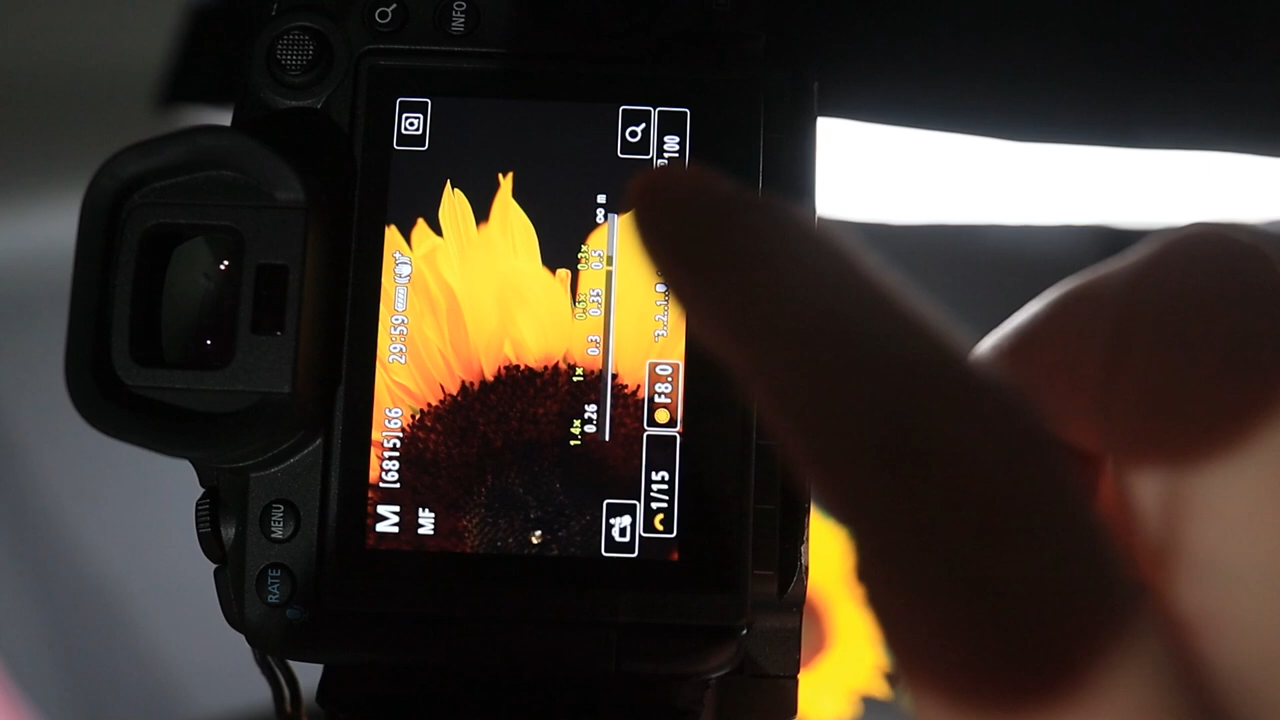 INFO
MENU
RATE
M [6815]66 29:59
MF
1.4x 1x 0.6x 0.3x
0.26 0.3 0.35 0.5 ∞ m
1/15 F8.0 100